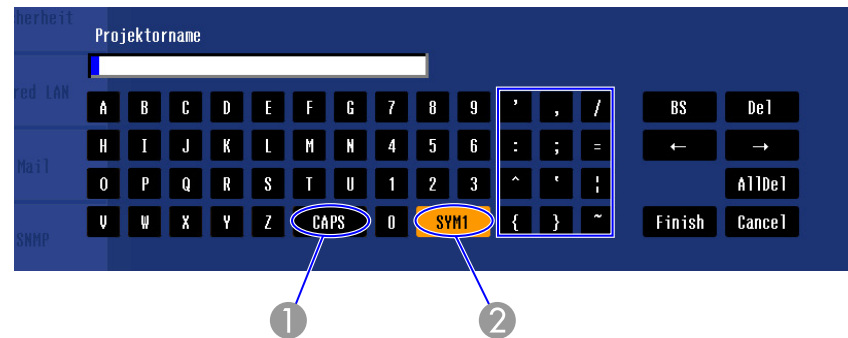 herheit
Projektorname
red LAN
A B C D E F G 7 8 9 ' , / BS Del
H I J K L M N 4 5 6 : ; = ← →
Mail
O P Q R S T U 1 2 3 ^ ‘ ¦ AllDel
V W X Y Z CAPS 0 SYM1 { } ~ Finish Cancel
SNMP
1 2